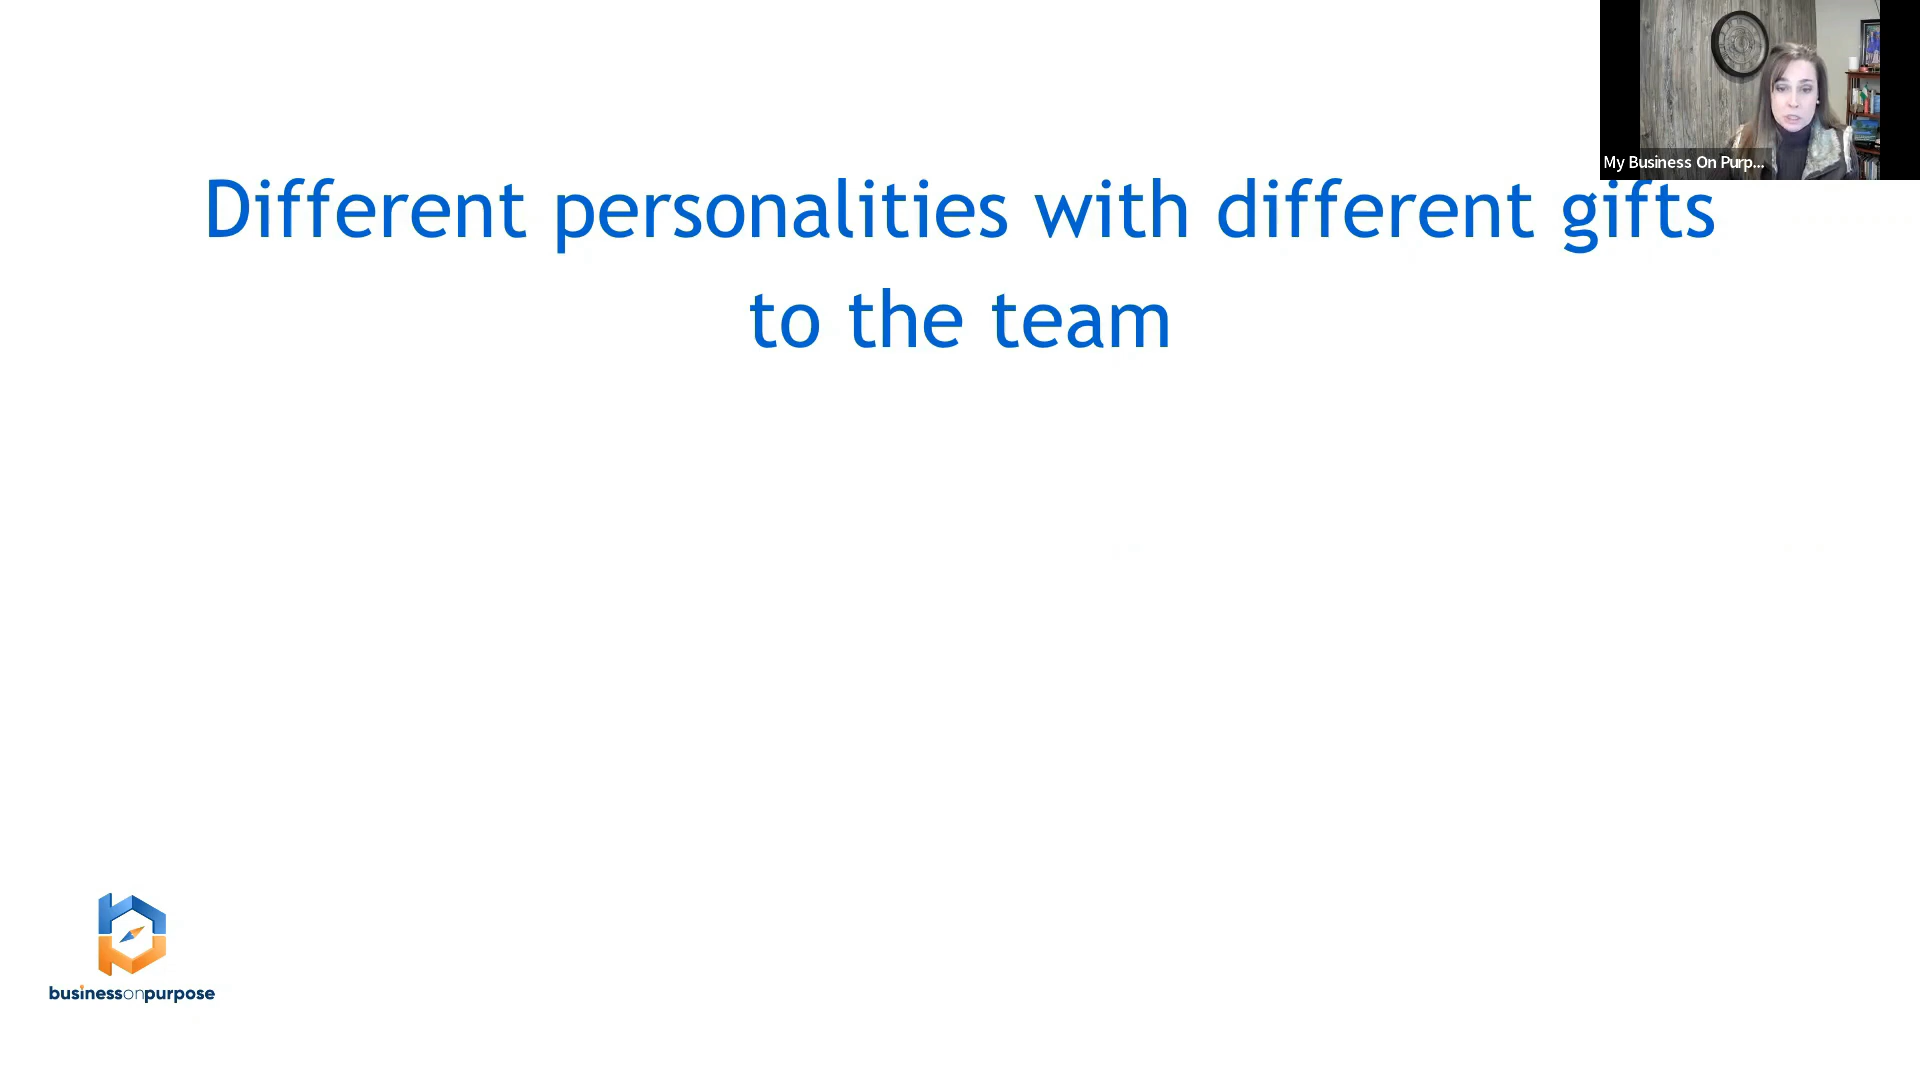 My Business On Purp...
Different personalities with different gifts
to the team
businessonpurpose